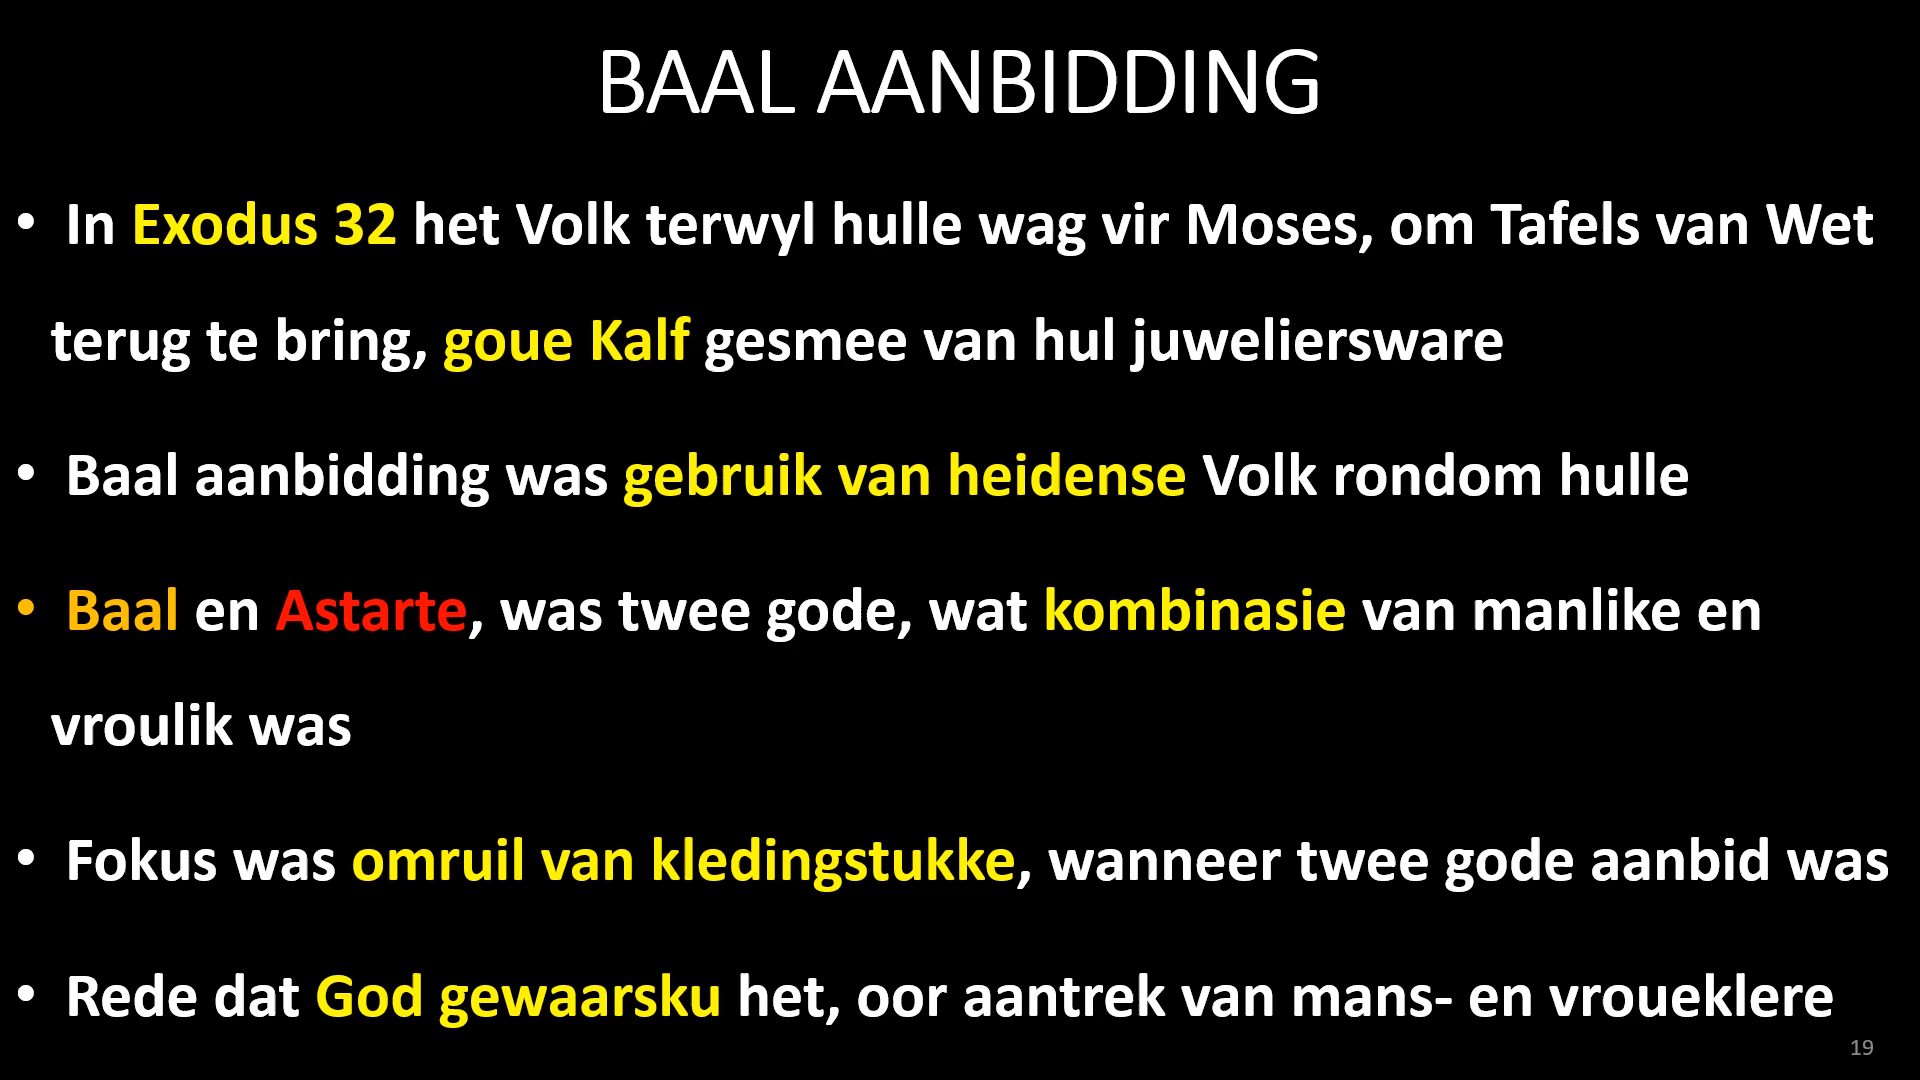 BAAL AANBIDDING
• In Exodus 32 het Volk terwyl hulle wag vir Moses, om Tafels van Wet
terug te bring, goue Kalf gesmee van hul juweliersware
• Baal aanbidding was gebruik van heidense Volk rondom hulle
• Baal en Astarte, was twee gode, wat kombinasie van manlike en
vroulik was
• Fokus was omruil van kledingstukke, wanneer twee gode aanbid was
• Rede dat God gewaarsku het, oor aantrek van mans- en vroueklere
19